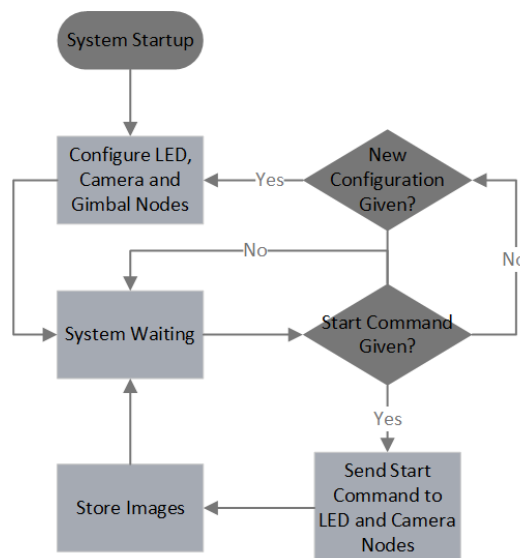 System Startup
Configure LED,
Camera and
Gimbal Nodes
Yes
New
Configuration
Given?
No
No
System Waiting
Start Command
Given?
Yes
Store Images
Send Start
Command to
LED and Camera
Nodes